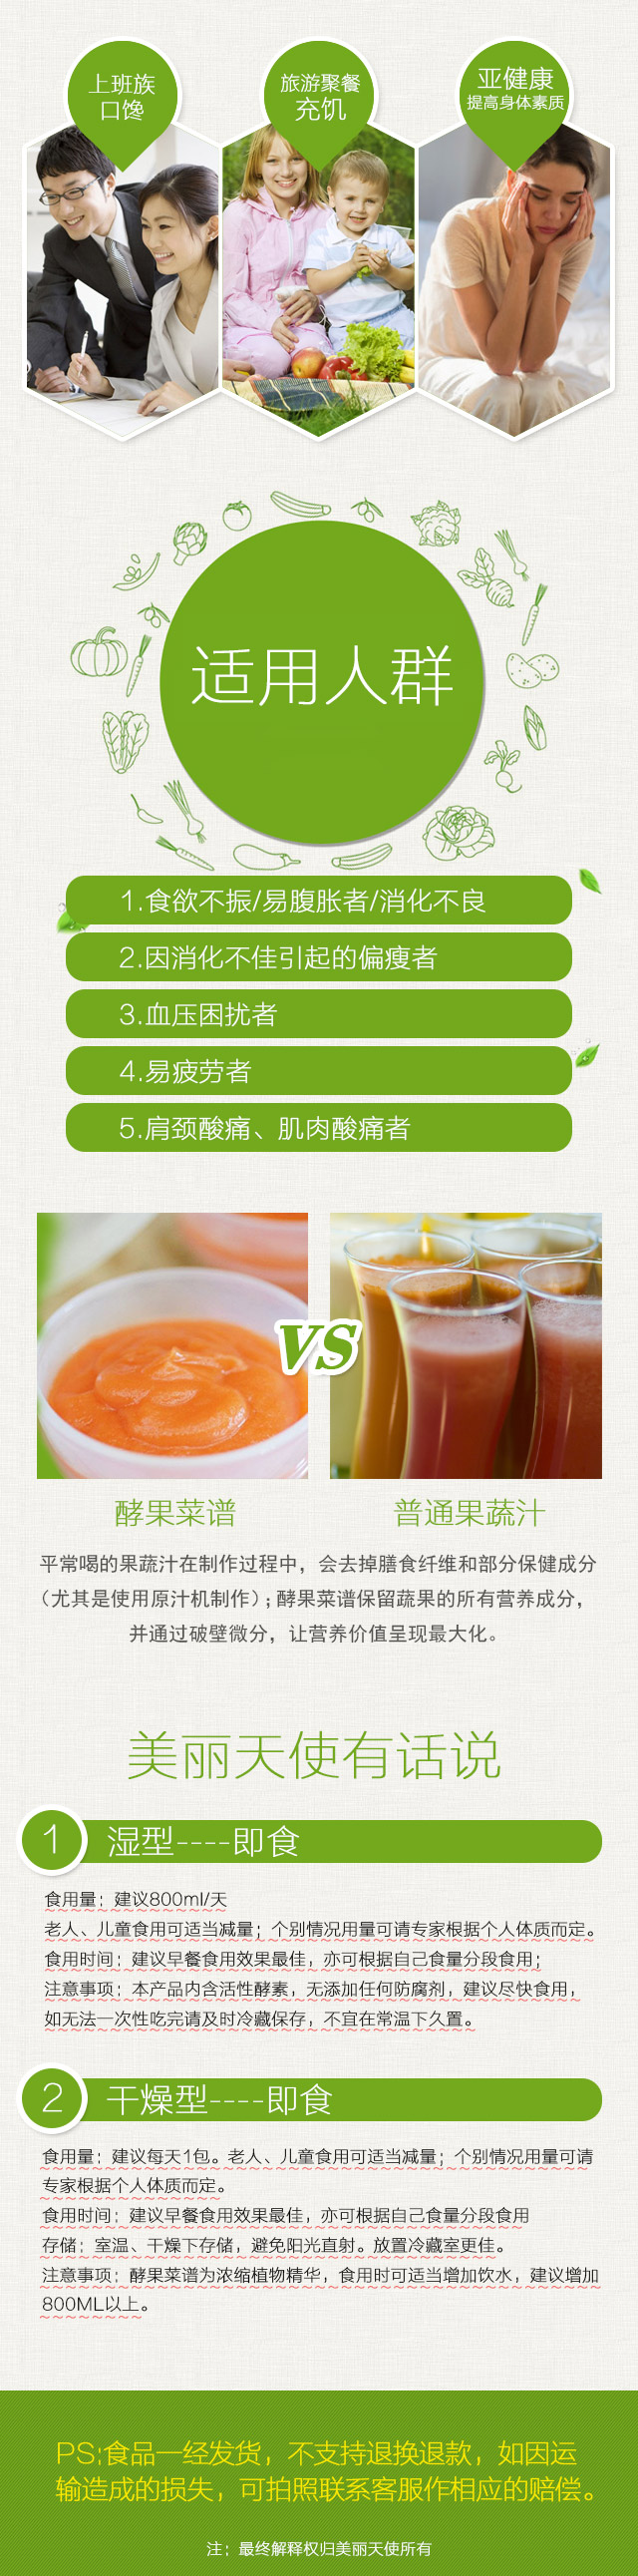 上班族
口馋
旅游聚餐
充饥
亚健康
提高身体素质
适用人群
1.食欲不振/易腹胀者/消化不良
2.因消化不佳引起的偏瘦者
3.血压困扰者
4.易疲劳者
5.肩颈酸痛、肌肉酸痛者
VS
酵果菜谱
普通果蔬汁
平常喝的果蔬汁在制作过程中，会去掉膳食纤维和部分保健成分
（尤其是使用原汁机制作）；酵果菜谱保留蔬果的所有营养成分，
并通过破壁微分，让营养价值呈现最大化。
美丽天使有话说
1 湿型----即食
食用量：建议800ml/天
老人、儿童食用可适当减量；个别情况用量可请专家根据个人体质而定。
食用时间：建议早餐食用效果最佳，亦可根据自己食量分段食用；
注意事项：本产品内含活性酵素，无添加任何防腐剂，建议尽快食用，
如无法一次性吃完请及时冷藏保存，不宜在常温下久置。
2 干燥型----即食
食用量：建议每天1包。老人、儿童食用可适当减量；个别情况用量可请
专家根据个人体质而定。
食用时间：建议早餐食用效果最佳，亦可根据自己食量分段食用
存储：室温、干燥下存储，避免阳光直射。放置冷藏室更佳。
注意事项：酵果菜谱为浓缩植物精华，食用时可适当增加饮水，建议增加
800ML以上。
PS:食品一经发货，不支持退换退款，如因运
输造成的损失，可拍照联系客服作相应的赔偿。
注：最终解释权归美丽天使所有